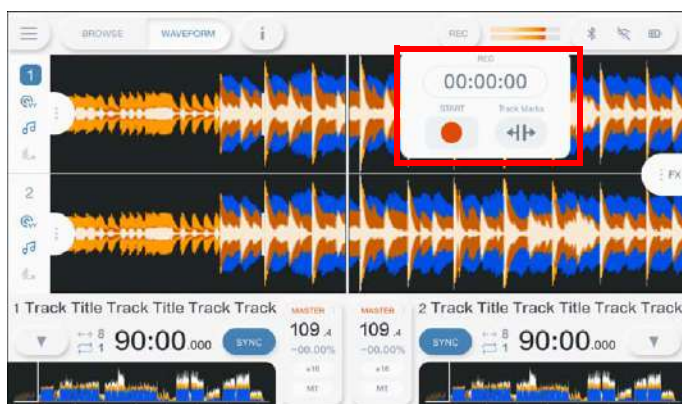 BROWSE WAVEFORM i REC
REC
00:00:00
START Track Marks
1
2
FX
1 Track Title Track Title Track Track MASTER MASTER 2 Track Title Track Title Track Track
8 1 90:00.000 SYNC 109.4 109.4 SYNC 8 1 90:00.000
-00.00% -00.00%
±16 ±16
MT MT